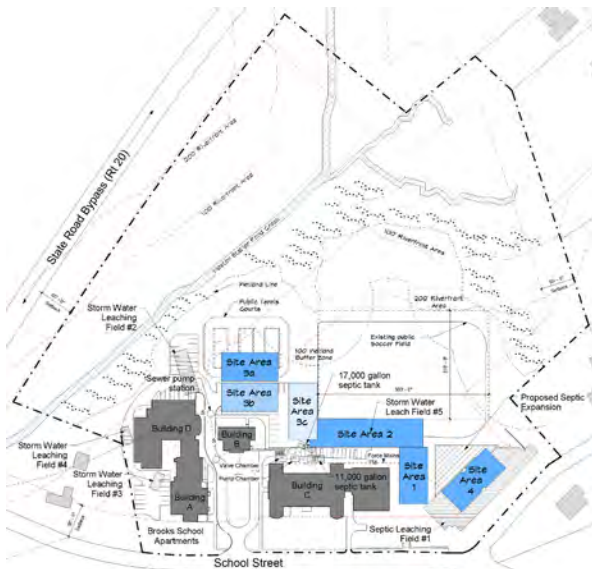 State Road Bypass (Rt 20)
200 Riverfront Area
100 Riverfront Area
100 Riverfront Area
Wetland Line
Public Tennis
Courts
200 Riverfront
Area
Storm Water
Leaching
Field #2
100 Wetland
Buffer Zone
Existing public
Soccer Field
Site Area
3a
17,000 gallon
septic tank
Sewer pump
station
Site Area
3b
Site
Area
3c
Storm Water
Leach Field #5
Proposed Septic
Expansion
Building D
Building
B
Site Area 2
Storm Water
Leaching
Field #4
Valve Chamber
Pump Chamber
Force Mains
Storm Water
Leaching
Field #3
Building
A
Building
C
11,000 gallon
septic tank
Site
Area
1
Site
Area
4
Brooks School
Apartments
Septic Leaching
Field #1
School Street